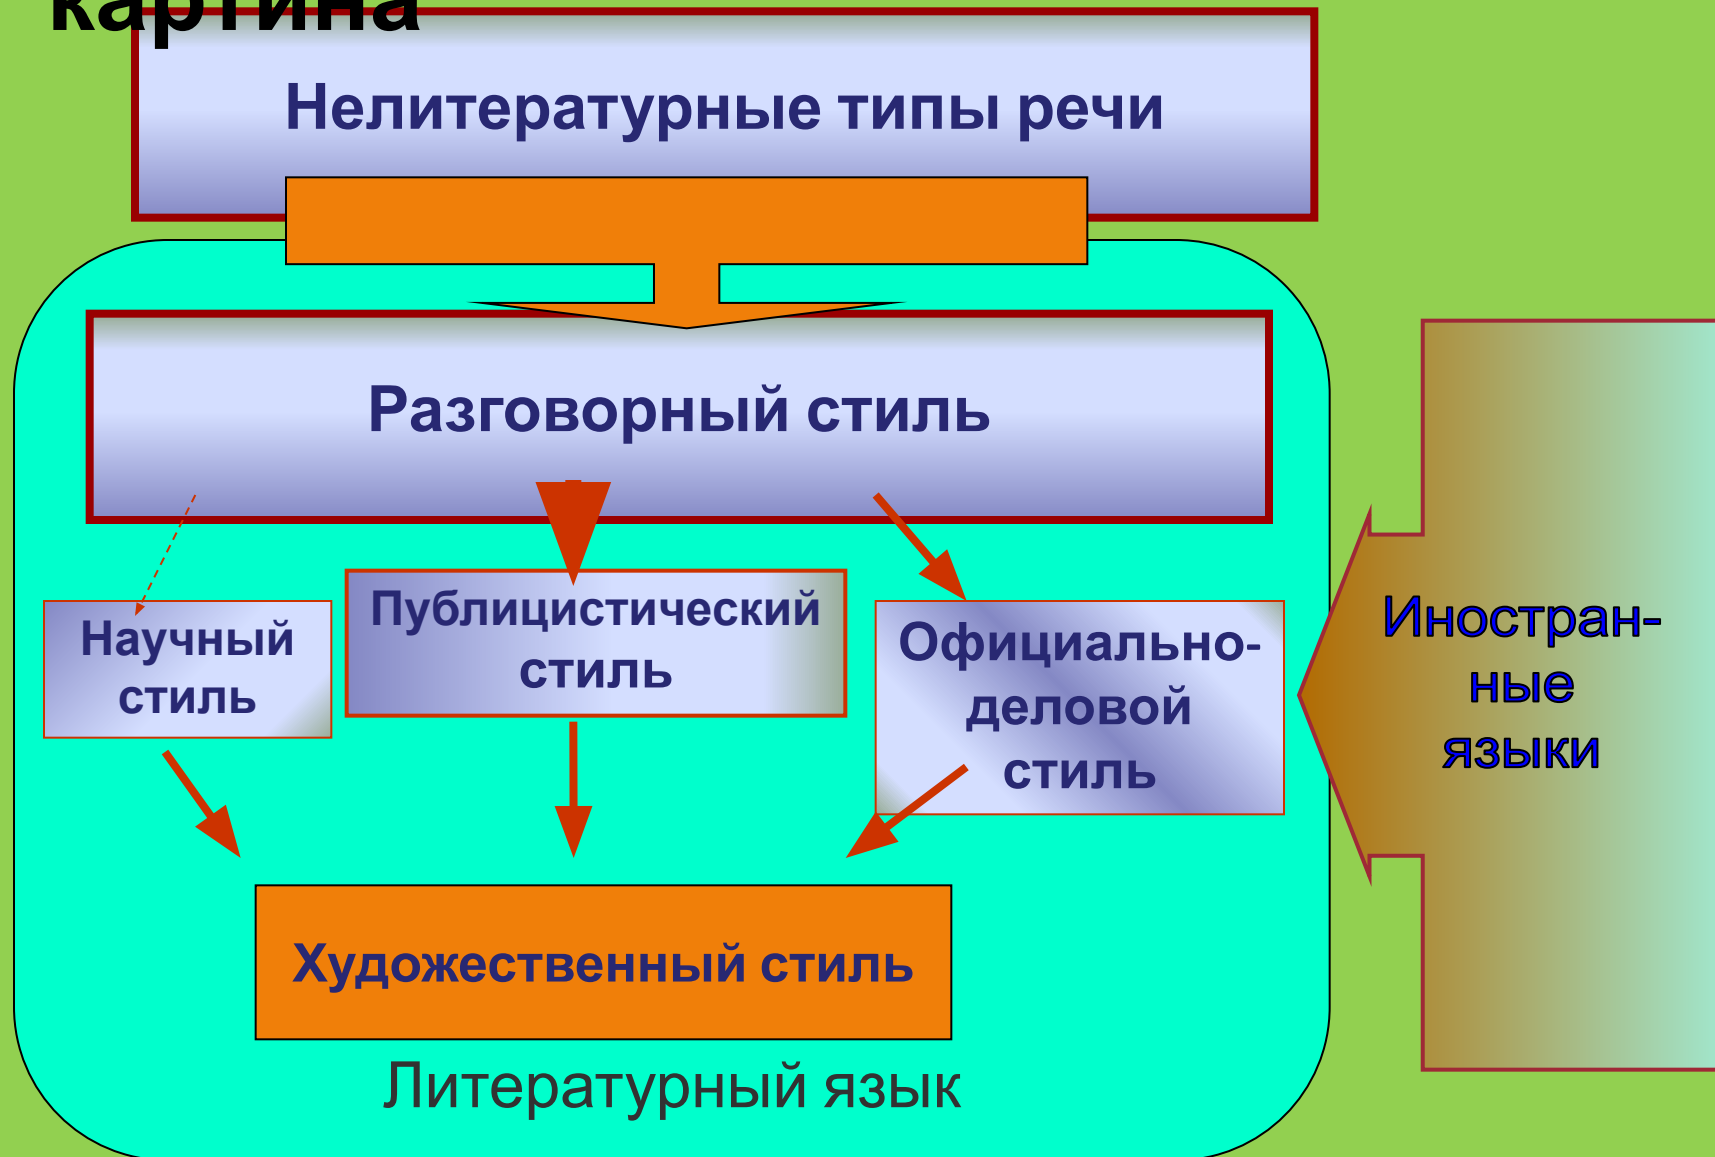 картина
Нелитературные типы речи
Разговорный стиль
Научный
стиль
Публицистический
стиль
Официально-
деловой
стиль
Иностран-
ные
языки
Художественный стиль
Литературный язык